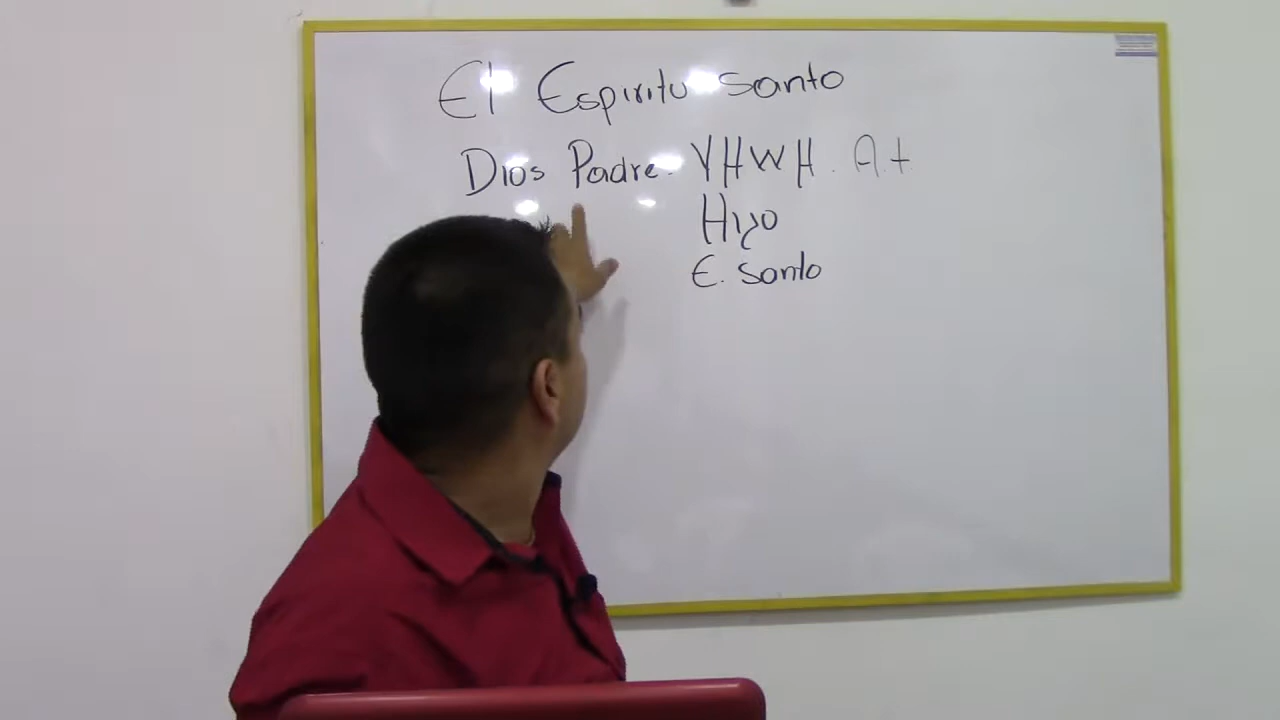 El Espiritu Santo
Dios Padre. YHWH. A.t.
Hijo
E. Santo